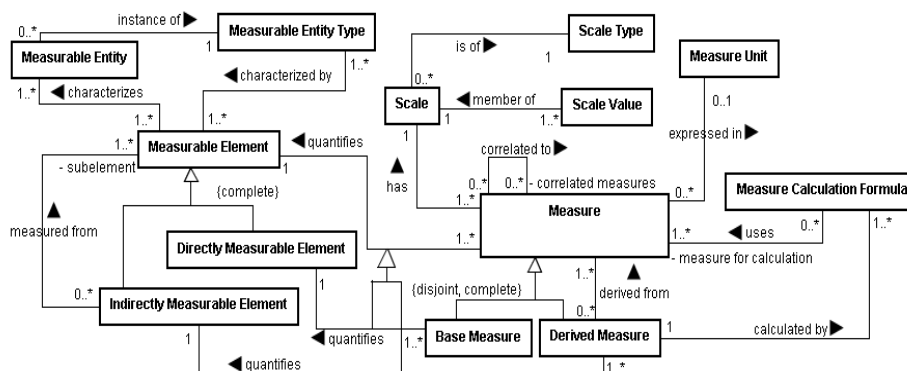 instance of ▶
0..*
1
Measurable Entity
Measurable Entity Type
1..*
◀ characterizes
1..*
◀ characterized by
1..*
1..*
1..*
Measurable Element
- subelement
1
◀ quantifies
{complete}
▲
measured from
Directly Measurable Element
1
0..*
Indirectly Measurable Element
1
◀ quantifies
◀ quantifies
Scale Type
is of ▶
1
0..*
Scale
1
◀ member of
1..*
Scale Value
1
Measure Unit
0..1
expressed in ▶
0..*
▲
has
1..*
correlated to ▶
0..*
0..*
- correlated measures
Measure
1..*
1..*
◀ uses
0..*
- measure for calculation
Measure Calculation Formula
1..*
{disjoint, complete}
1..*
▲
derived from
0..*
1..*
Base Measure
Derived Measure
1
calculated by ▶
1..*